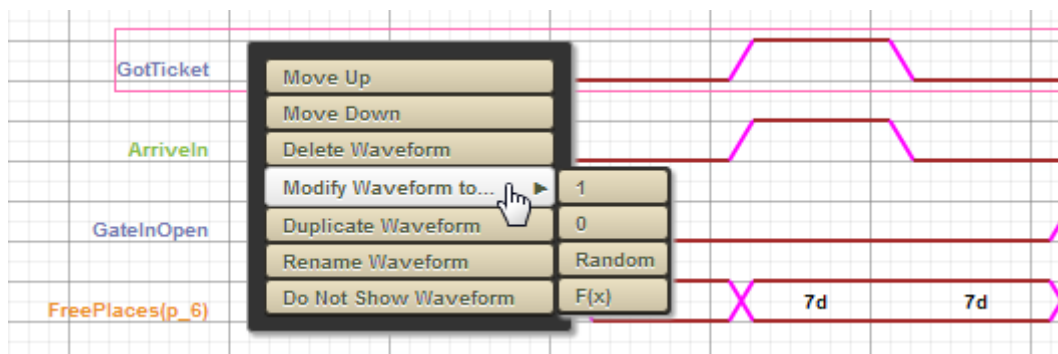 GotTicket
ArriveIn
GateInOpen
FreePlaces(p_6)
Move Up
Move Down
Delete Waveform
Modify Waveform to...
Duplicate Waveform
Rename Waveform
Do Not Show Waveform
1
0
Random
F(x)
7d 7d